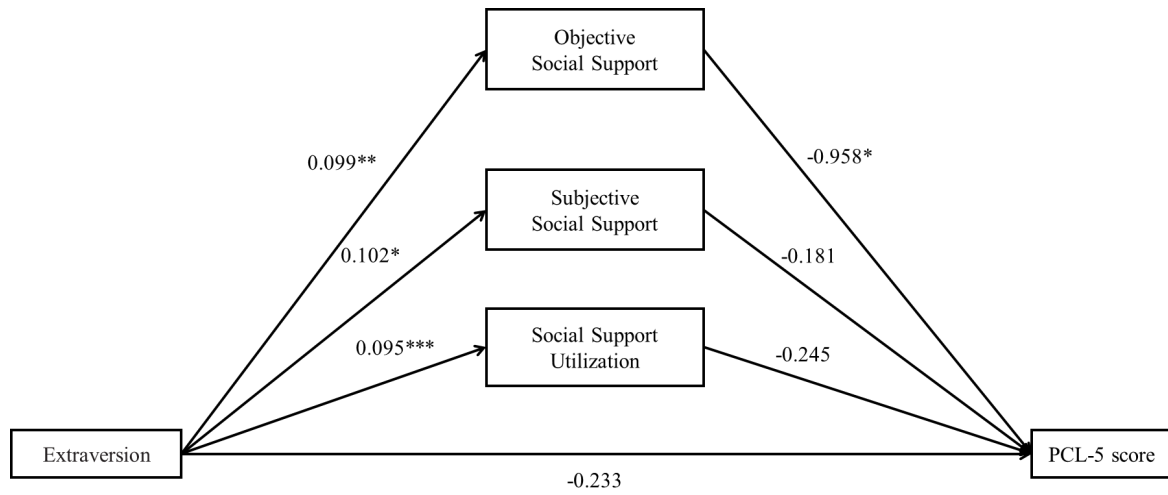 Objective
Social Support
0.099**
-0.958*
Subjective
Social Support
0.102*
-0.181
Social Support
Utilization
0.095***
-0.245
Extraversion
PCL-5 score
-0.233